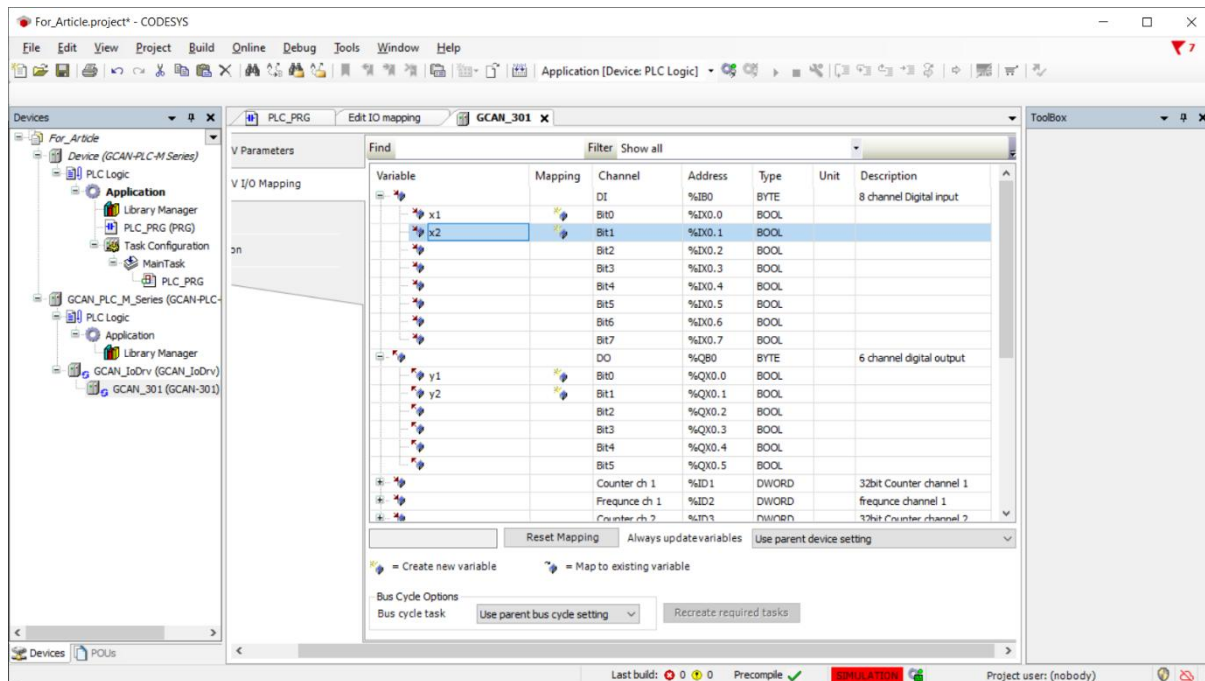 For_Article.project* - CODESYS
File Edit View Project Build Online Debug Tools Window Help
7
Application [Device: PLC Logic]
Devices
For_Article
Device (GCAN-PLC-M Series)
PLC Logic
Application
Library Manager
PLC_PRG (PRG)
Task Configuration
MainTask
PLC_PRG
GCAN_PLC_M_Series (GCAN-PLC-
PLC Logic
Application
Library Manager
GCAN_IoDrv (GCAN_IoDrv)
GCAN_301 (GCAN-301)
Devices POUs
PLC_PRG Edit IO mapping GCAN_301
V Parameters
V I/O Mapping
on
Find Filter Show all
Variable Mapping Channel Address Type Unit Description
DI %IB0 BYTE 8 channel Digital input
x1 Bit0 %IX0.0 BOOL
x2 Bit1 %IX0.1 BOOL
Bit2 %IX0.2 BOOL
Bit3 %IX0.3 BOOL
Bit4 %IX0.4 BOOL
Bit5 %IX0.5 BOOL
Bit6 %IX0.6 BOOL
Bit7 %IX0.7 BOOL
DO %QB0 BYTE 6 channel digital output
y1 Bit0 %QX0.0 BOOL
y2 Bit1 %QX0.1 BOOL
Bit2 %QX0.2 BOOL
Bit3 %QX0.3 BOOL
Bit4 %QX0.4 BOOL
Bit5 %QX0.5 BOOL
Counter ch 1 %ID1 DWORD 32bit Counter channel 1
Frequnce ch 1 %ID2 DWORD frequnce channel 1
Counter ch 2 %ID3 DWORD 32bit Counter channel 2
Reset Mapping Always update variables Use parent device setting
= Create new variable = Map to existing variable
Bus Cycle Options
Bus cycle task Use parent bus cycle setting Recreate required tasks
ToolBox
Last build: 0 0 Precompile SIMULATION Project user: (nobody)